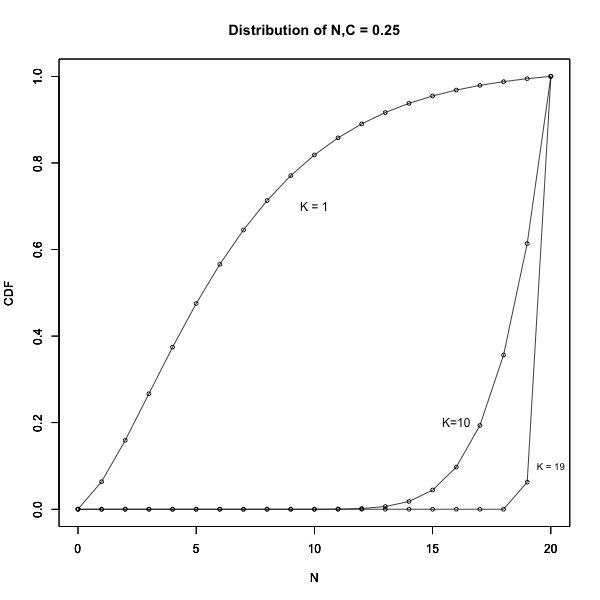 Distribution of N,C = 0.25
CDF
1.0
0.8
0.6
0.4
0.2
0.0
K = 1
K=10
K = 19
0 5 10 15 20
N